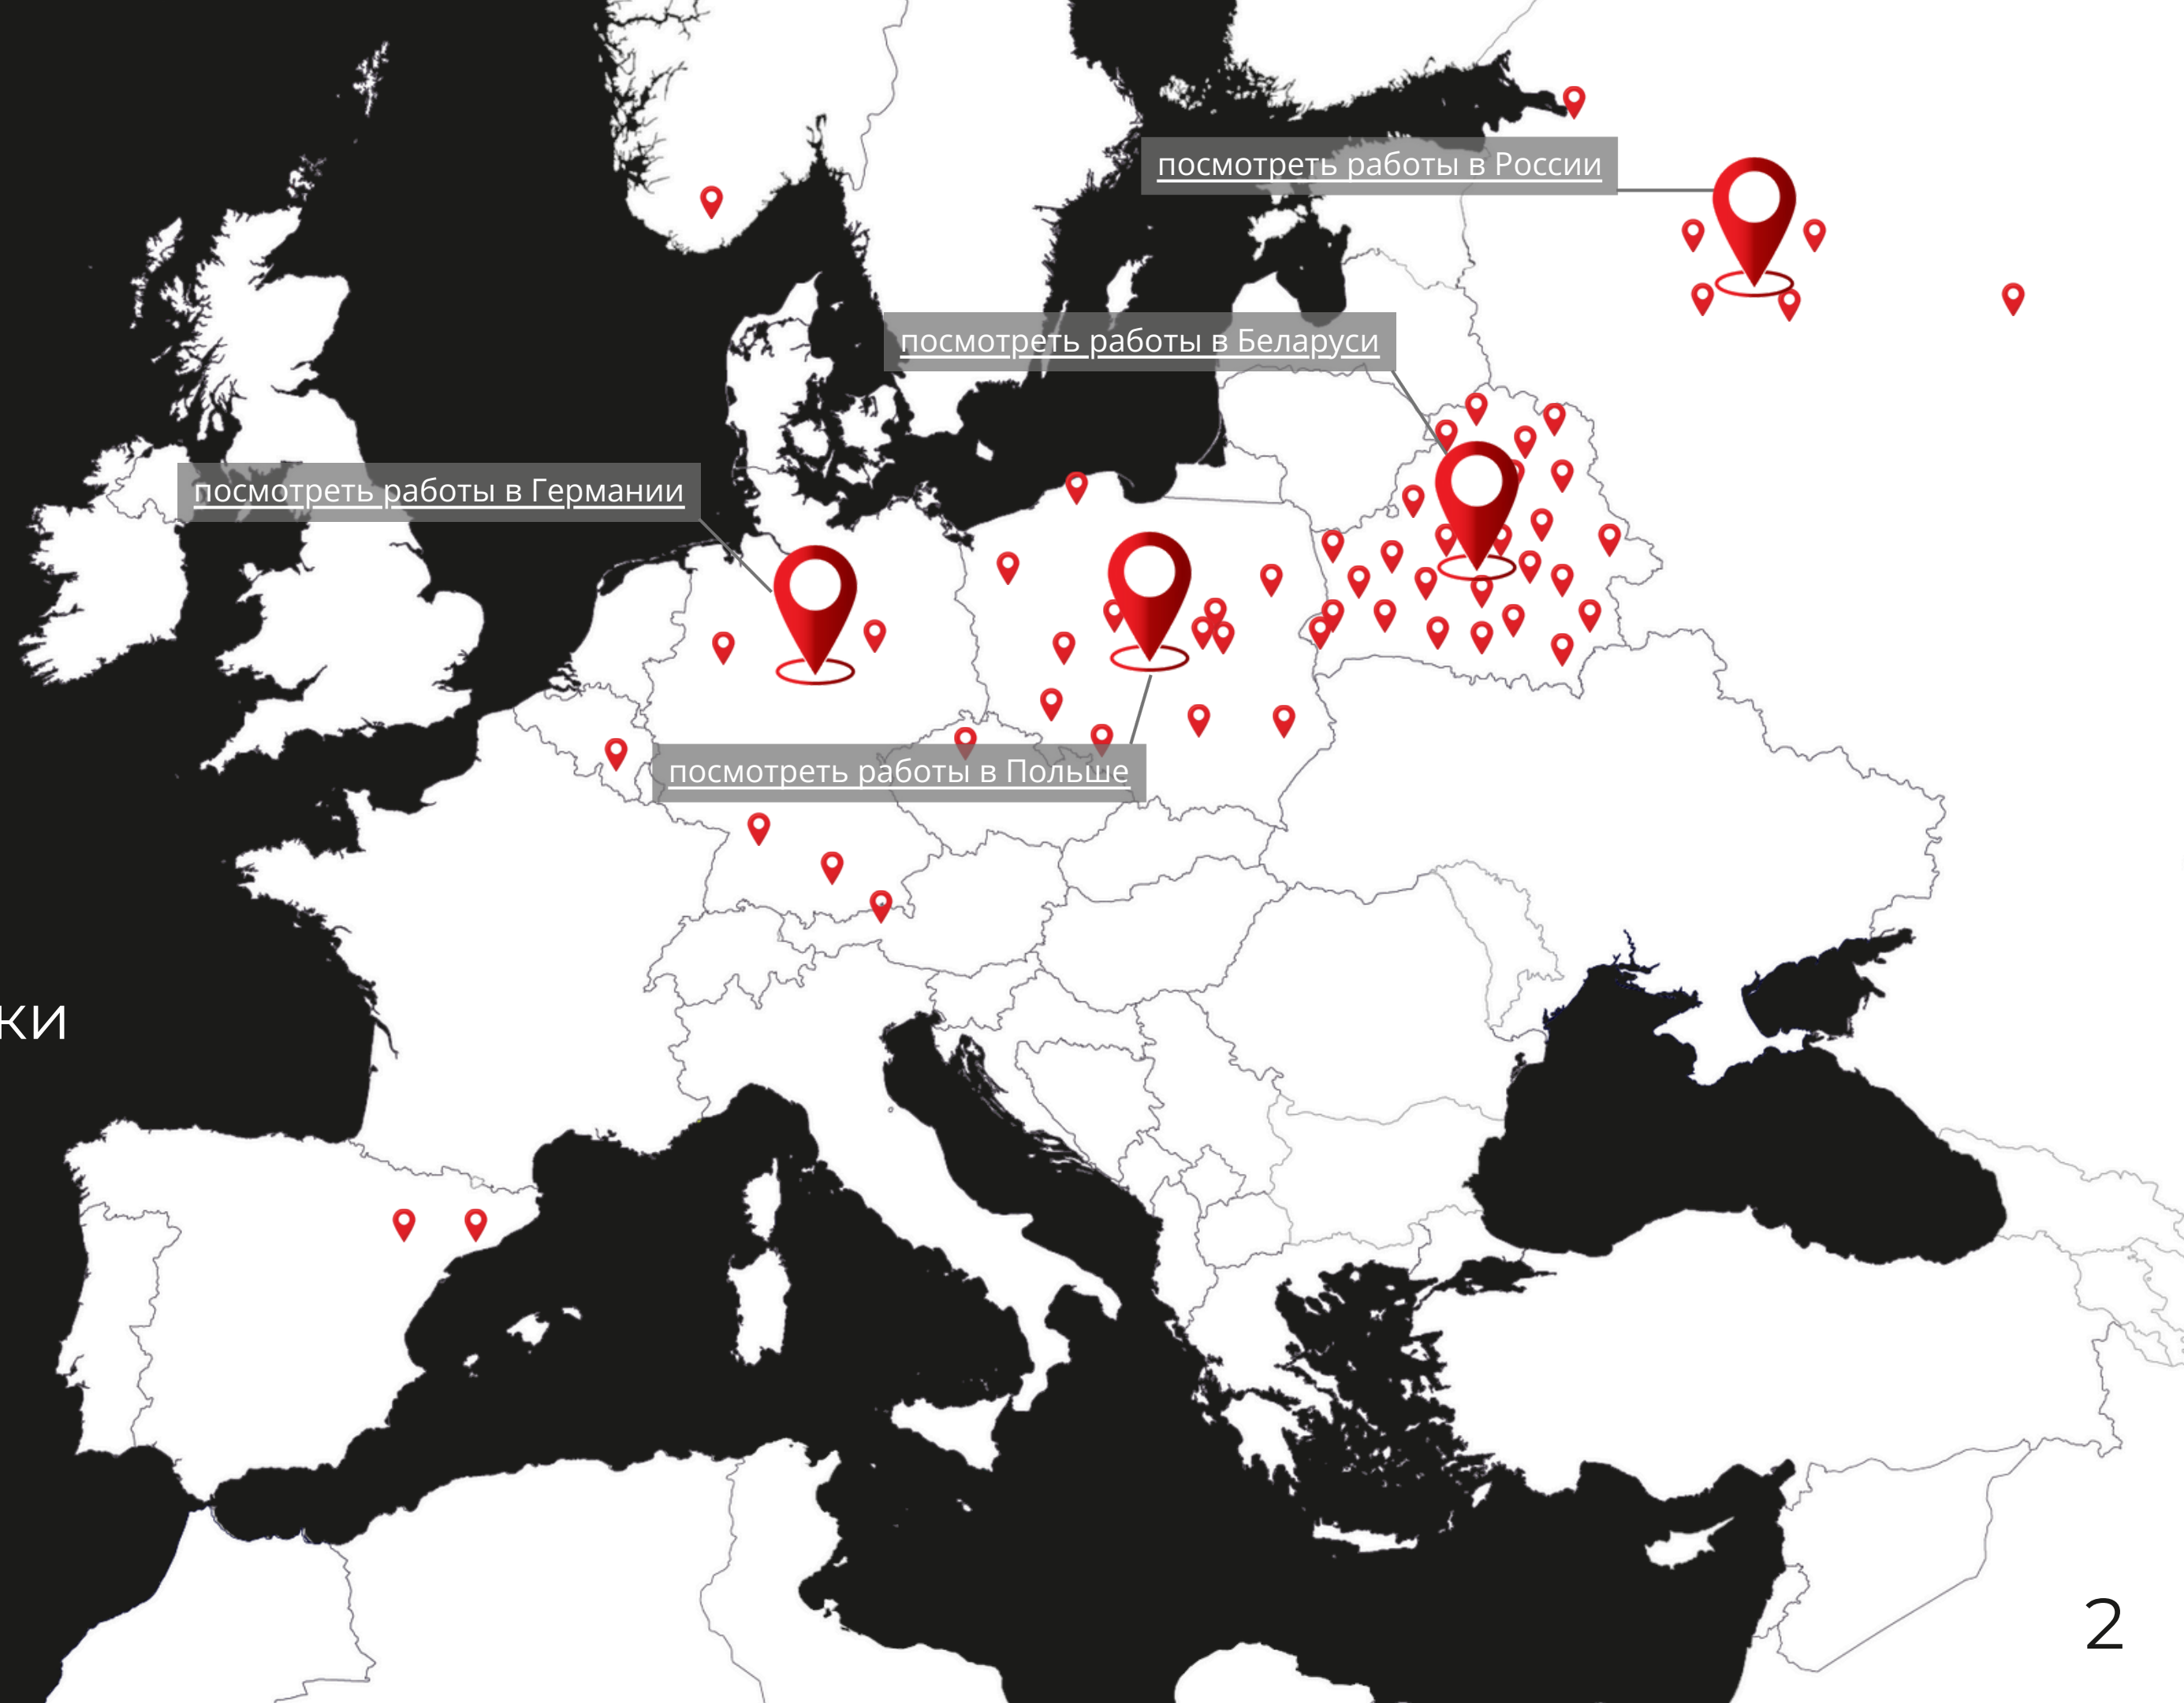 посмотреть работы в России
посмотреть работы в Беларуси
посмотреть работы в Германии
посмотреть работы в Польше
ки
2